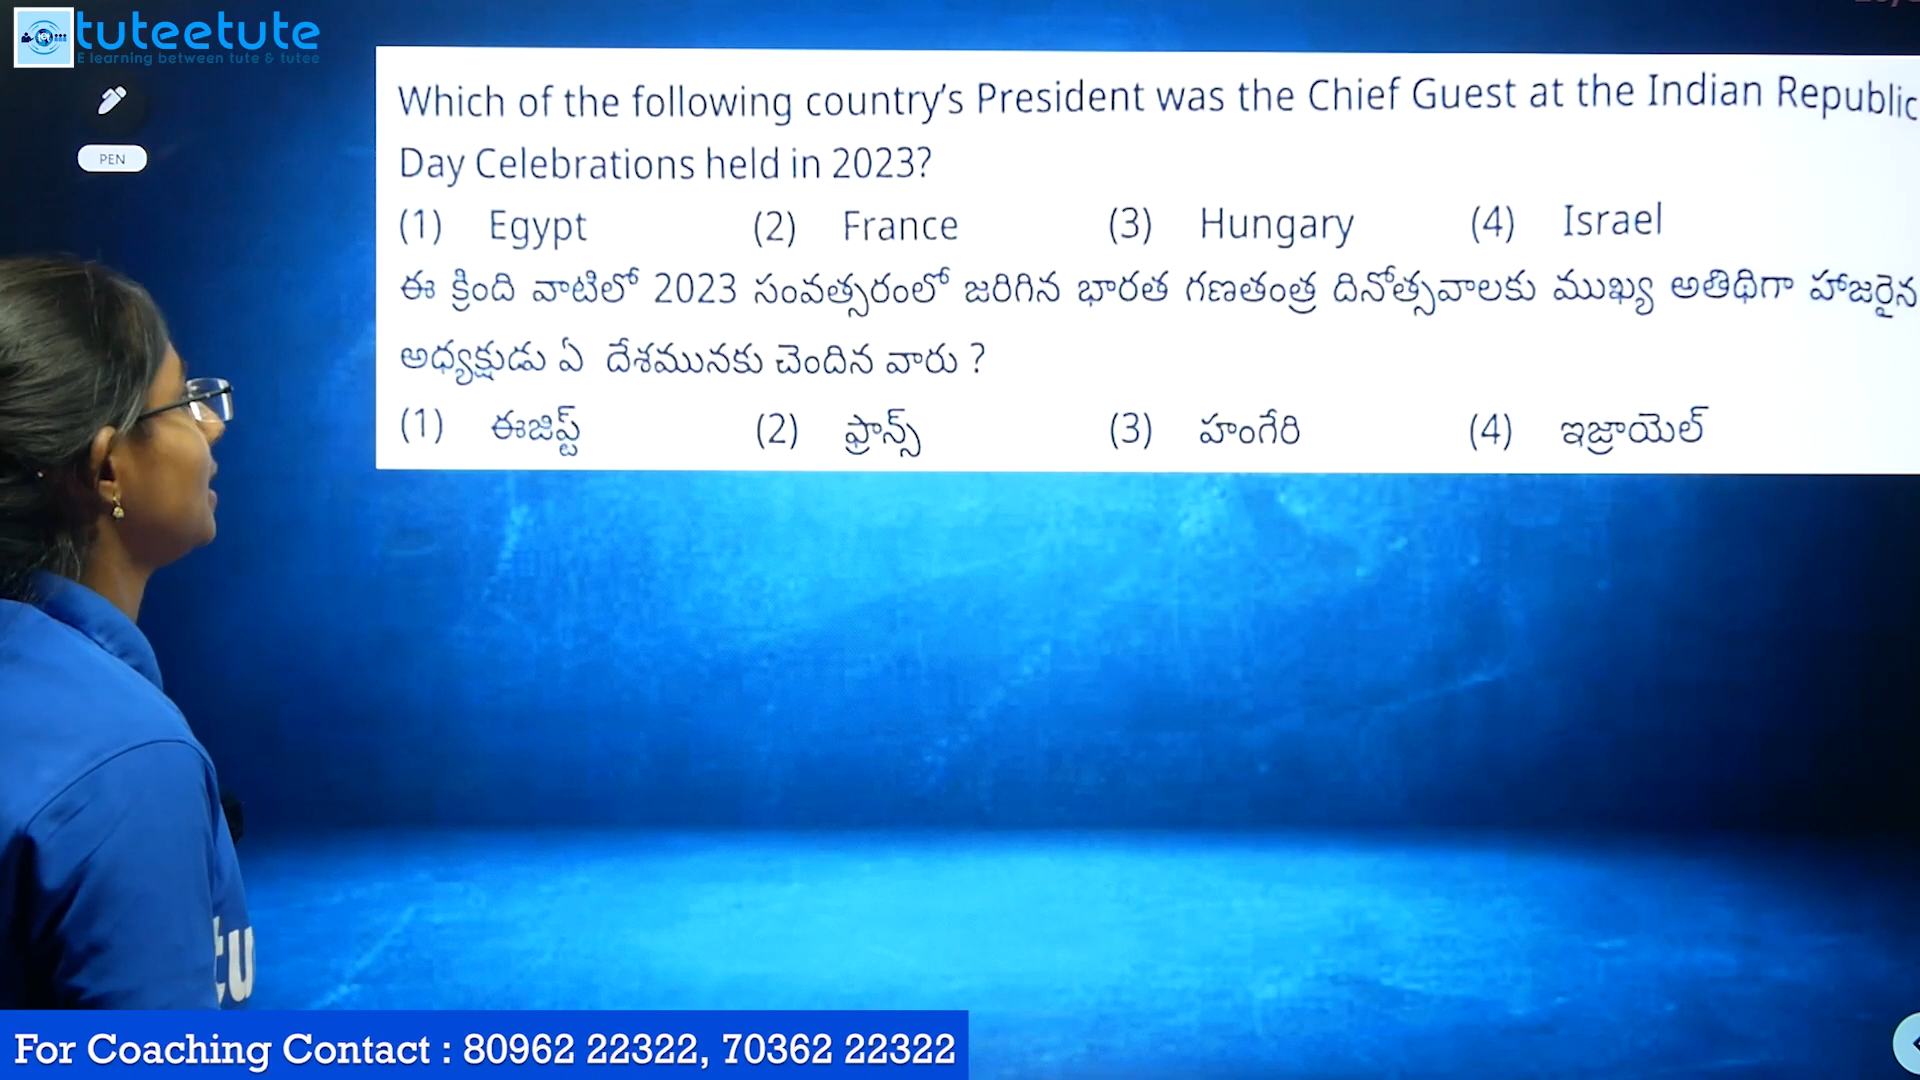 tuteetute
E learning between tute & tutee
PEN
Which of the following country's President was the Chief Guest at the Indian Republic
Day Celebrations held in 2023?
(1) Egypt (2) France (3) Hungary (4) Israel
ఈ క్రింది వాటిలో 2023 సంవత్సరంలో జరిగిన భారత గణతంత్ర దినోత్సవాలకు ముఖ్య అతిథిగా హాజరైన
అధ్యక్షుడు ఏ దేశమునకు చెందిన వారు ?
(1) ఈజిప్ట్ (2) ఫ్రాన్స్ (3) హంగేరి (4) ఇజ్రాయెల్
tu
For Coaching Contact : 80962 22322, 70362 22322